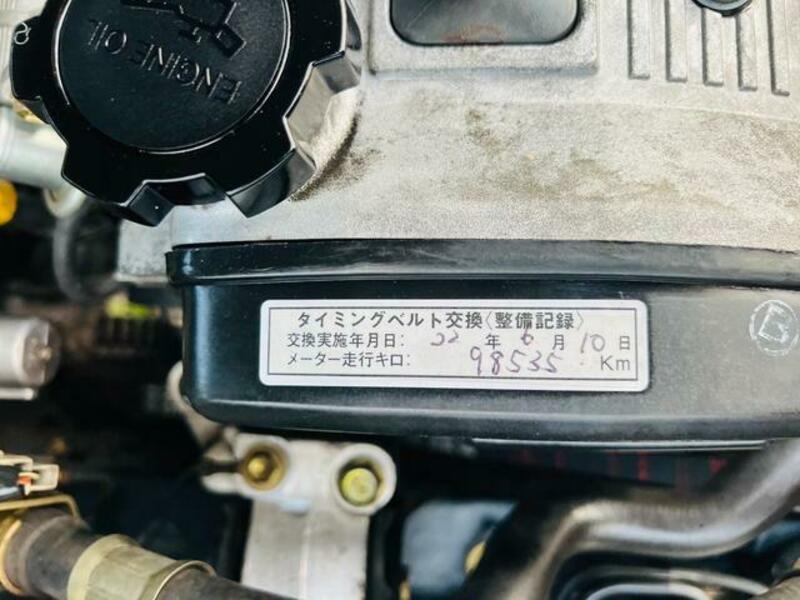 ENGINE OIL
タイミングベルト交換〈整備記録〉
交換実施年月日: 22 年 6 月 10 日
メーター走行キロ: 98535 Km